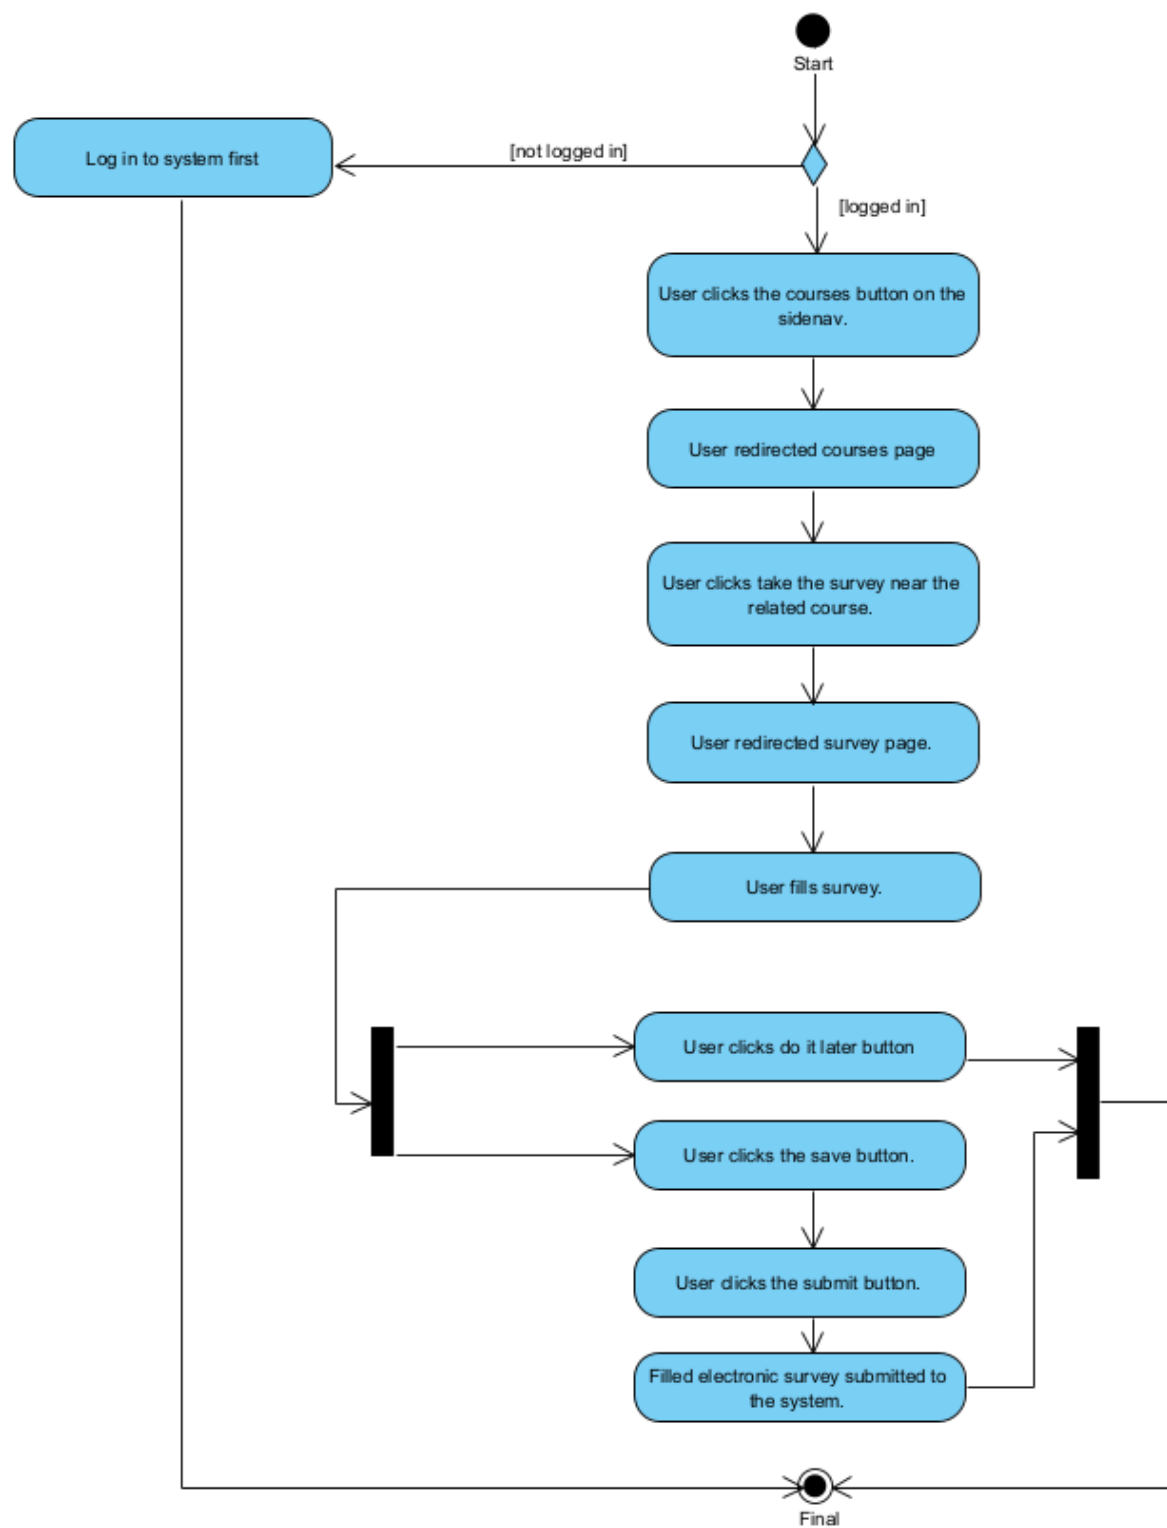 Start
[not logged in]
Log in to system first
[logged in]
User clicks the courses button on the
sidenav.
User redirected courses page
User clicks take the survey near the
related course.
User redirected survey page.
User fills survey.
User clicks do it later button
User clicks the save button.
User clicks the submit button.
Filled electronic survey submitted to
the system.
Final